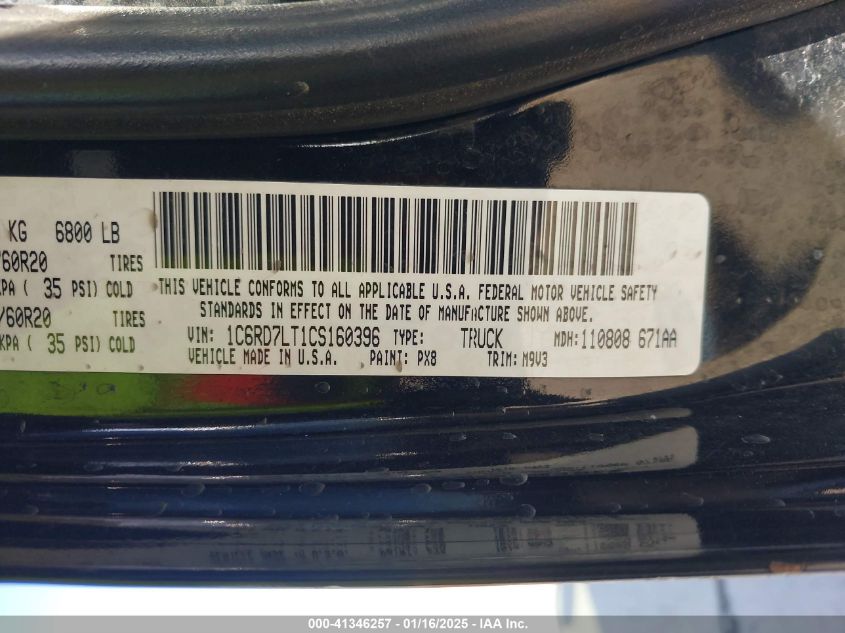 KG 6800 LB
/60R20 TIRES
KPA ( 35 PSI) COLD
/60R20 TIRES
KPA ( 35 PSI) COLD
THIS VEHICLE CONFORMS TO ALL APPLICABLE U.S.A. FEDERAL MOTOR VEHICLE SAFETY
STANDARDS IN EFFECT ON THE DATE OF MANUFACTURE SHOWN ABOVE.
VIN: 1C6RD7LT1CS160396 TYPE: TRUCK MDH: 110808 671AA
VEHICLE MADE IN U.S.A. PAINT: PX8 TRIM: M9V3
000-41346257 - 01/16/2025 - IAA Inc.